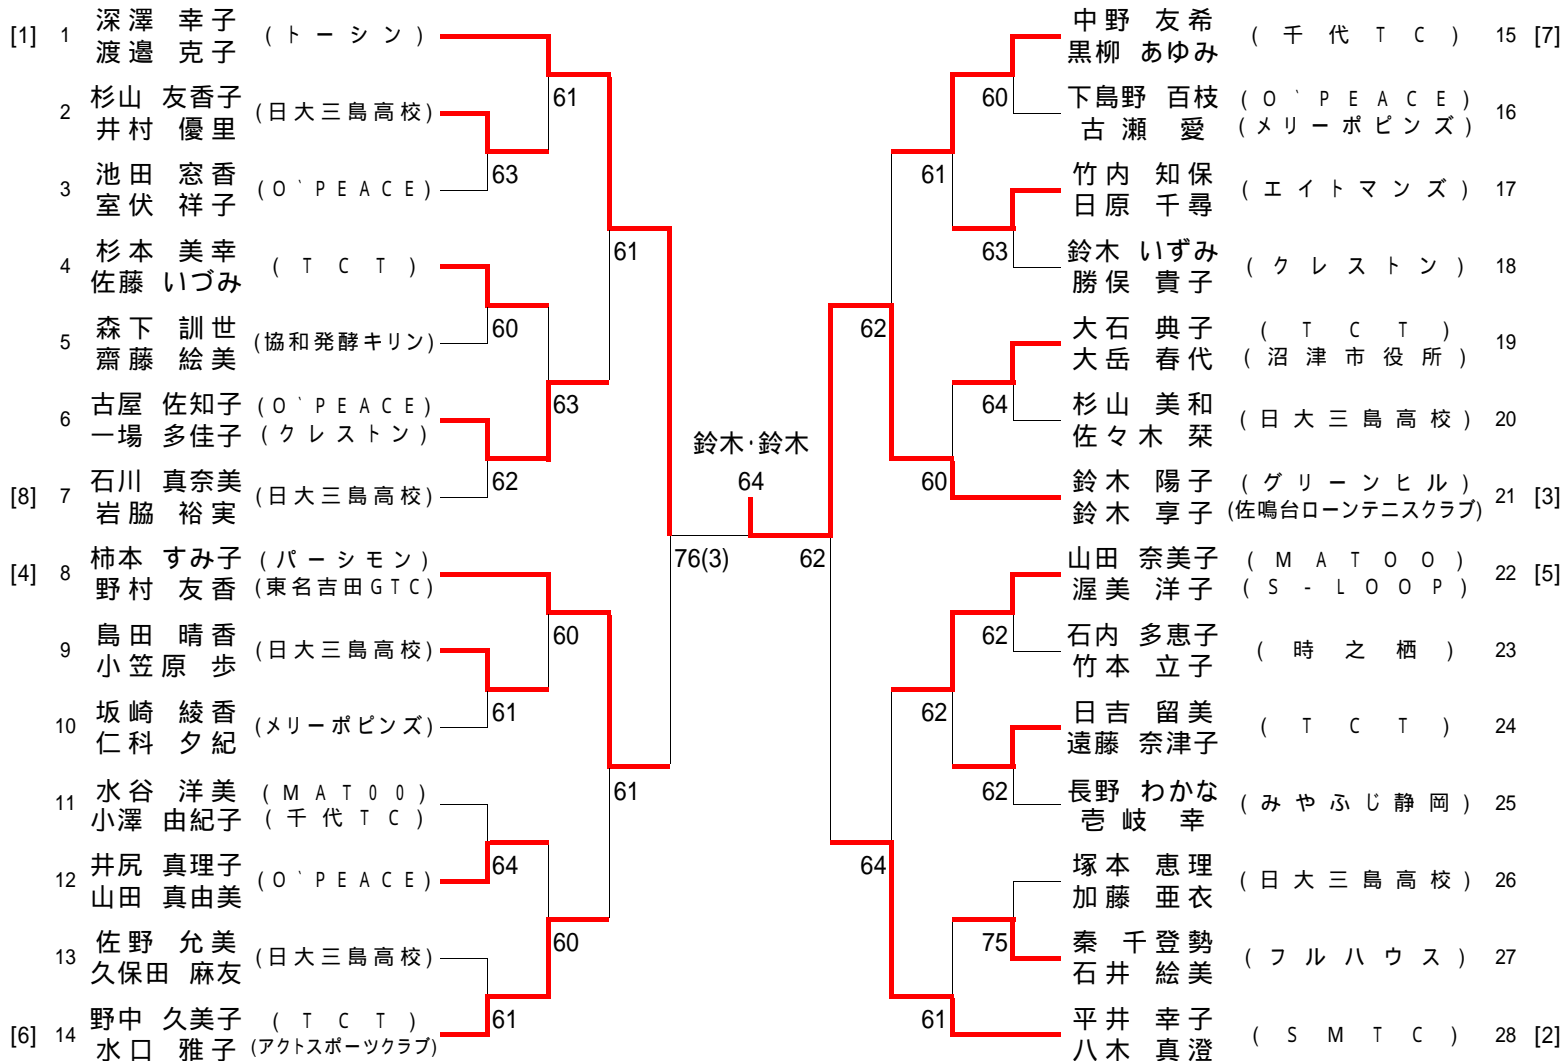 [1] 1 深澤 幸子 (トーシン)
渡邉 克子
2 杉山 友香子 (日大三島高校)
井村 優里
3 池田 窓香 (O`PEACE)
室伏 祥子
4 杉本 美幸 (TCT)
佐藤 いづみ
5 森下 訓世 (協和発酵キリン)
齋藤 絵美
6 古屋 佐知子 (O`PEACE)
一場 多佳子 (クレストン)
[8] 7 石川 真奈美 (日大三島高校)
岩脇 裕実
[4] 8 柿本 すみ子 (パーシモン)
野村 友香 (東名吉田GTC)
9 島田 晴香 (日大三島高校)
小笠原 歩
10 坂崎 綾香 (メリーポピンズ)
仁科 夕紀
11 水谷 洋美 (MAT00)
小澤 由紀子 (千代TC)
12 井尻 真理子 (O`PEACE)
山田 真由美
13 佐野 允美 (日大三島高校)
久保田 麻友
[6] 14 野中 久美子 (TCT)
水口 雅子 (アクトスポーツクラブ)
61
63
61
60
63
62
60
61
61
64
60
61
76(3)
鈴木・鈴木
64
62
60
61
63
62
64
60
62
62
62
64
75
61
中野 友希 (千代TC) 15 [7]
黒柳 あゆみ
下島野 百枝 (O`PEACE) 16
古瀬 愛 (メリーポピンズ)
竹内 知保 (エイトマンズ) 17
日原 千尋
鈴木 いずみ (クレストン) 18
勝俣 貴子
大石 典子 (TCT) 19
大岳 春代 (沼津市役所)
杉山 美和 (日大三島高校) 20
佐々木 栞
鈴木 陽子 (グリーンヒル) 21 [3]
鈴木 享子 (佐鳴台ローンテニスクラブ)
山田 奈美子 (MATOO) 22 [5]
渥美 洋子 (S-LOOP)
石内 多恵子 (時之栖) 23
竹本 立子
日吉 留美 (TCT) 24
遠藤 奈津子
長野 わかな (みやふじ静岡) 25
壱岐 幸
塚本 恵理 (日大三島高校) 26
加藤 亜衣
秦 千登勢 (フルハウス) 27
石井 絵美
平井 幸子 (SMTC) 28 [2]
八木 真澄